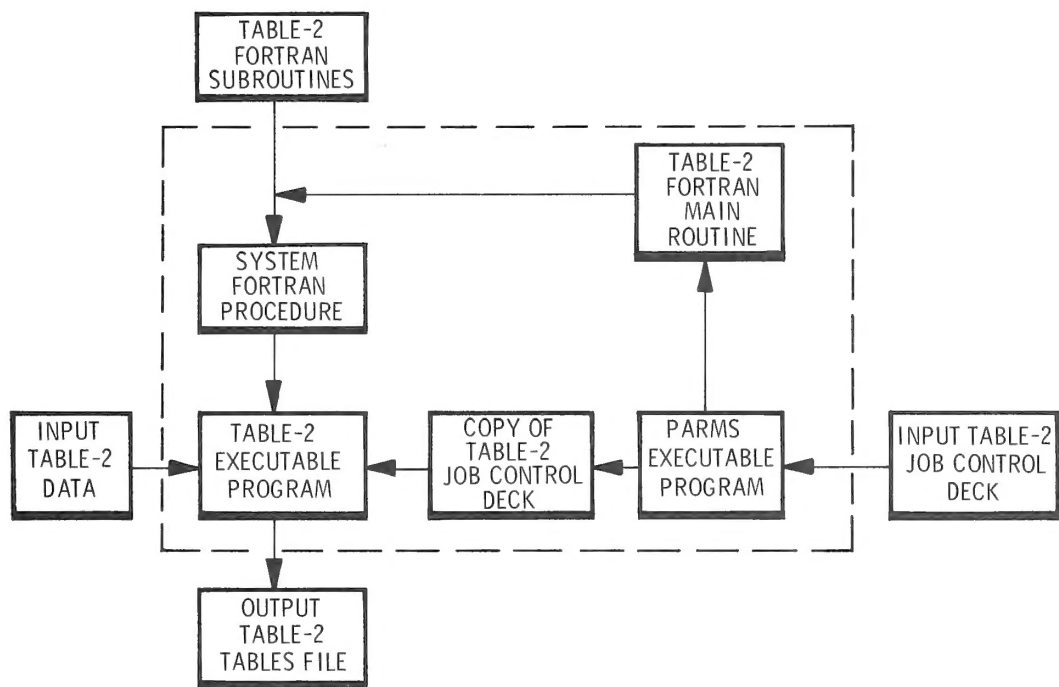 TABLE-2
FORTRAN
SUBROUTINES
TABLE-2
FORTRAN
MAIN
ROUTINE
SYSTEM
FORTRAN
PROCEDURE
INPUT
TABLE-2
DATA
TABLE-2
EXECUTABLE
PROGRAM
COPY OF
TABLE-2
JOB CONTROL
DECK
PARMS
EXECUTABLE
PROGRAM
INPUT TABLE-2
JOB CONTROL
DECK
OUTPUT
TABLE-2
TABLES FILE